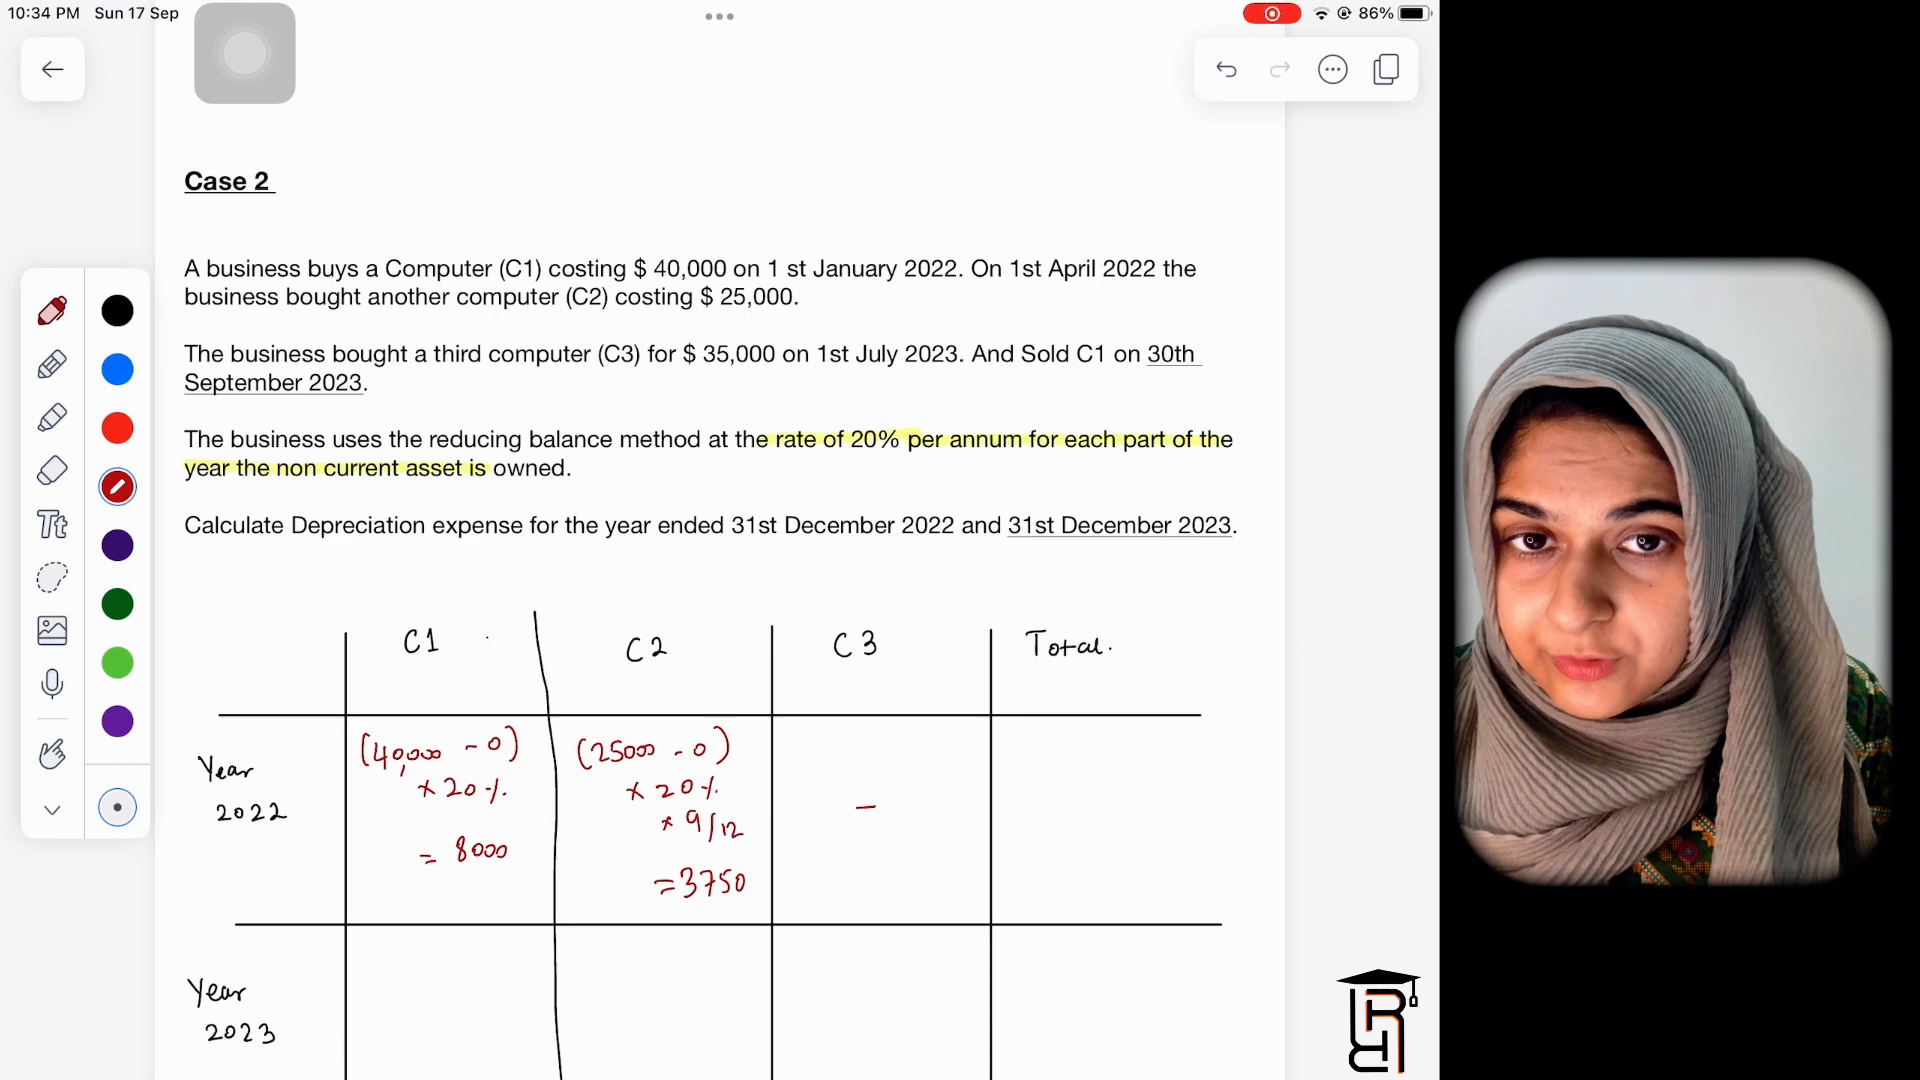 10:34 PM Sun 17 Sep
86%
Case 2
A business buys a Computer (C1) costing $ 40,000 on 1 st January 2022. On 1st April 2022 the
business bought another computer (C2) costing $ 25,000.
The business bought a third computer (C3) for $ 35,000 on 1st July 2023. And Sold C1 on 30th
September 2023.
The business uses the reducing balance method at the rate of 20% per annum for each part of the
year the non current asset is owned.
Calculate Depreciation expense for the year ended 31st December 2022 and 31st December 2023.
Tt
C1 C2 C3 Total.
Year
2022
(40,000 - 0)
× 20%
= 8000
(25000 - 0)
× 20%
× 9/12
= 3750
–
Year
2023